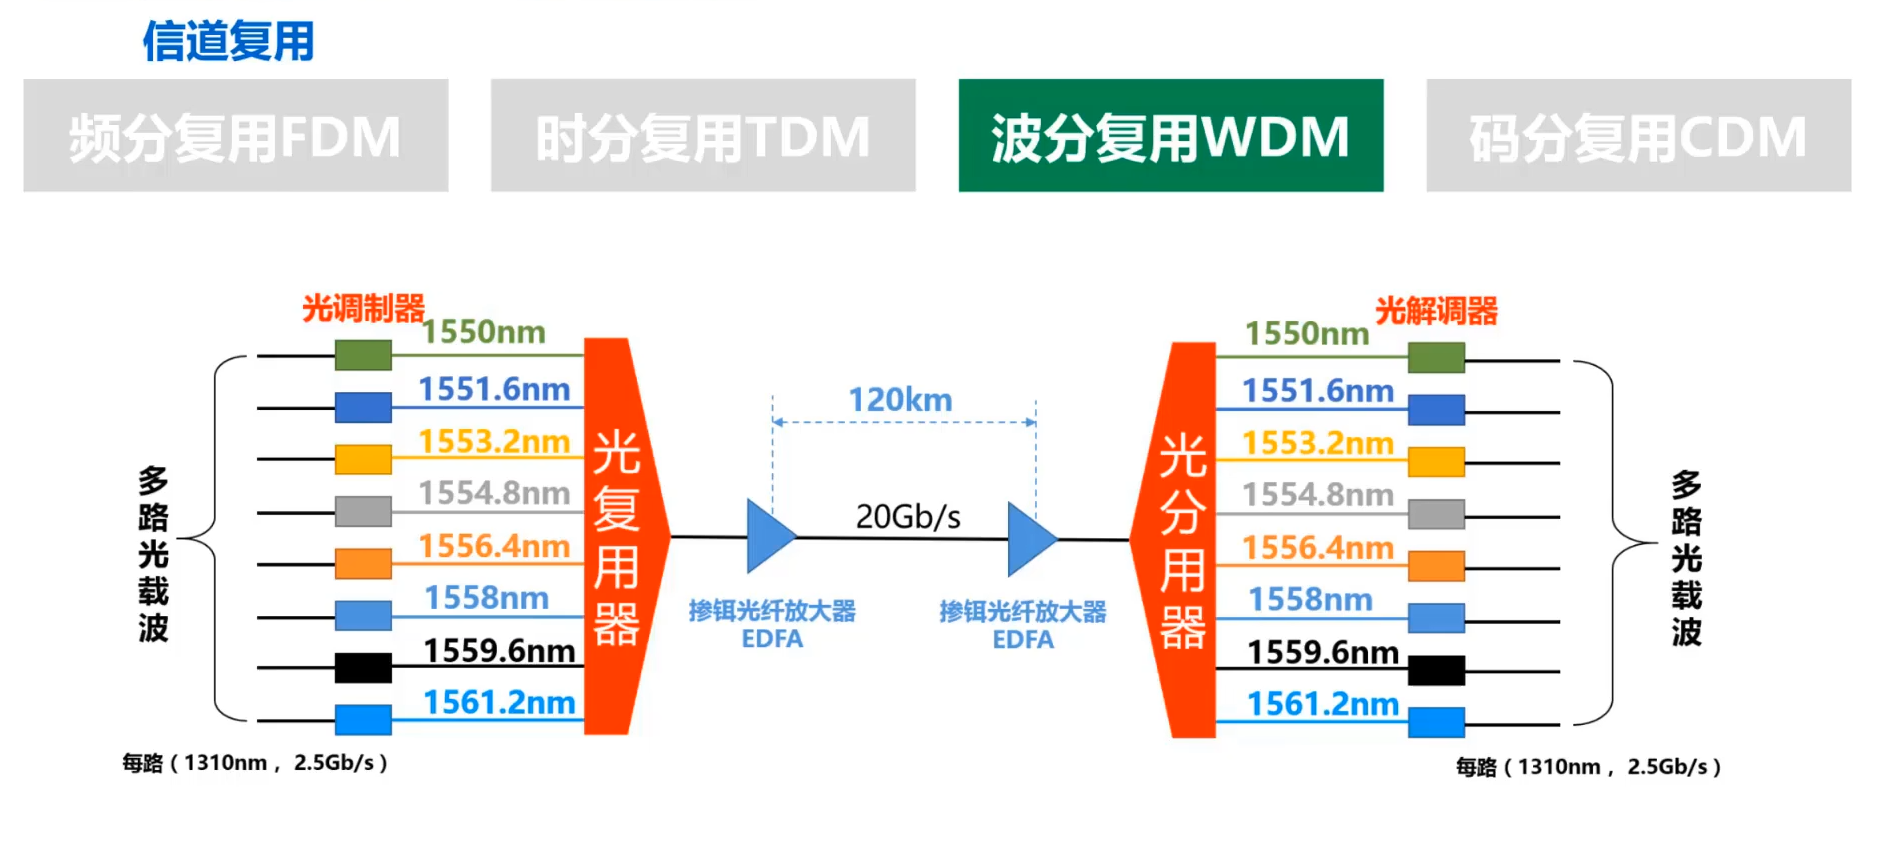 信道复用
频分复用FDM
时分复用TDM
波分复用WDM
码分复用CDM
光调制器
1550nm
1551.6nm
1553.2nm
1554.8nm
1556.4nm
1558nm
1559.6nm
1561.2nm
多路光载波
每路（1310nm，2.5Gb/s）
光复用器
120km
20Gb/s
掺铒光纤放大器
EDFA
掺铒光纤放大器
EDFA
光分用器
光解调器
1550nm
1551.6nm
1553.2nm
1554.8nm
1556.4nm
1558nm
1559.6nm
1561.2nm
多路光载波
每路（1310nm，2.5Gb/s）